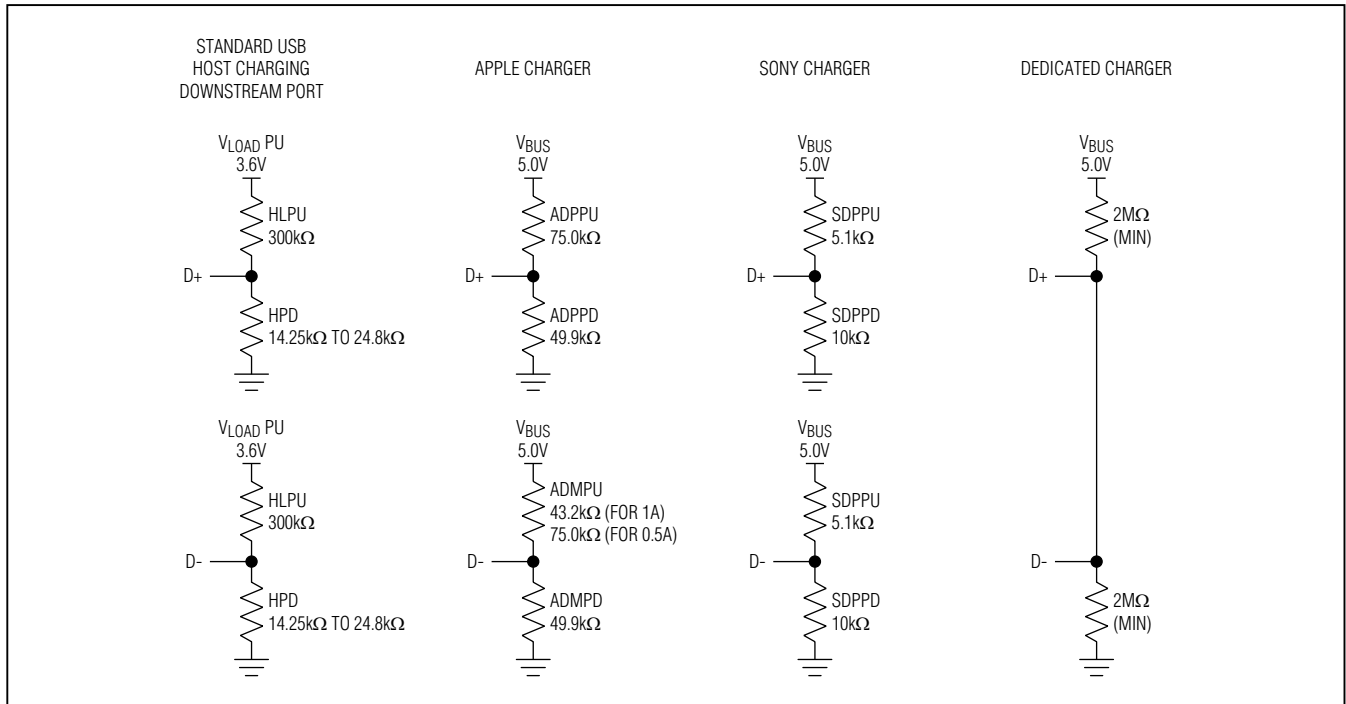 STANDARD USB
HOST CHARGING
DOWNSTREAM PORT
APPLE CHARGER
SONY CHARGER
DEDICATED CHARGER
VLOAD PU
3.6V
HLPU
300kΩ
D+
HPD
14.25kΩ TO 24.8kΩ
VBUS
5.0V
ADPPU
75.0kΩ
D+
ADPPD
49.9kΩ
VBUS
5.0V
SDPPU
5.1kΩ
D+
SDPPD
10kΩ
VBUS
5.0V
2MΩ
(MIN)
D+
VLOAD PU
3.6V
HLPU
300kΩ
D-
HPD
14.25kΩ TO 24.8kΩ
VBUS
5.0V
ADMPU
43.2kΩ (FOR 1A)
75.0kΩ (FOR 0.5A)
D-
ADMPD
49.9kΩ
VBUS
5.0V
SDPPU
5.1kΩ
D-
SDPPD
10kΩ
D-
2MΩ
(MIN)